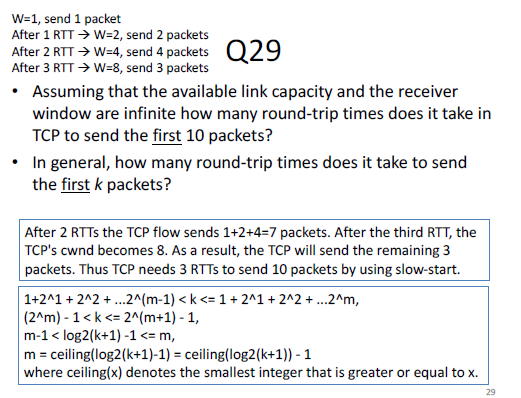 W=1, send 1 packet
After 1 RTT → W=2, send 2 packets
After 2 RTT → W=4, send 4 packets
After 3 RTT → W=8, send 3 packets
Q29
• Assuming that the available link capacity and the receiver
window are infinite how many round-trip times does it take in
TCP to send the first 10 packets?
• In general, how many round-trip times does it take to send
the first k packets?
After 2 RTTs the TCP flow sends 1+2+4=7 packets. After the third RTT, the
TCP's cwnd becomes 8. As a result, the TCP will send the remaining 3
packets. Thus TCP needs 3 RTTs to send 10 packets by using slow-start.
1+2^1 + 2^2 + ...2^(m-1) < k <= 1 + 2^1 + 2^2 + ...2^m,
(2^m) - 1 < k <= 2^(m+1) - 1,
m-1 < log2(k+1) -1 <= m,
m = ceiling(log2(k+1)-1) = ceiling(log2(k+1)) - 1
where ceiling(x) denotes the smallest integer that is greater or equal to x.
29